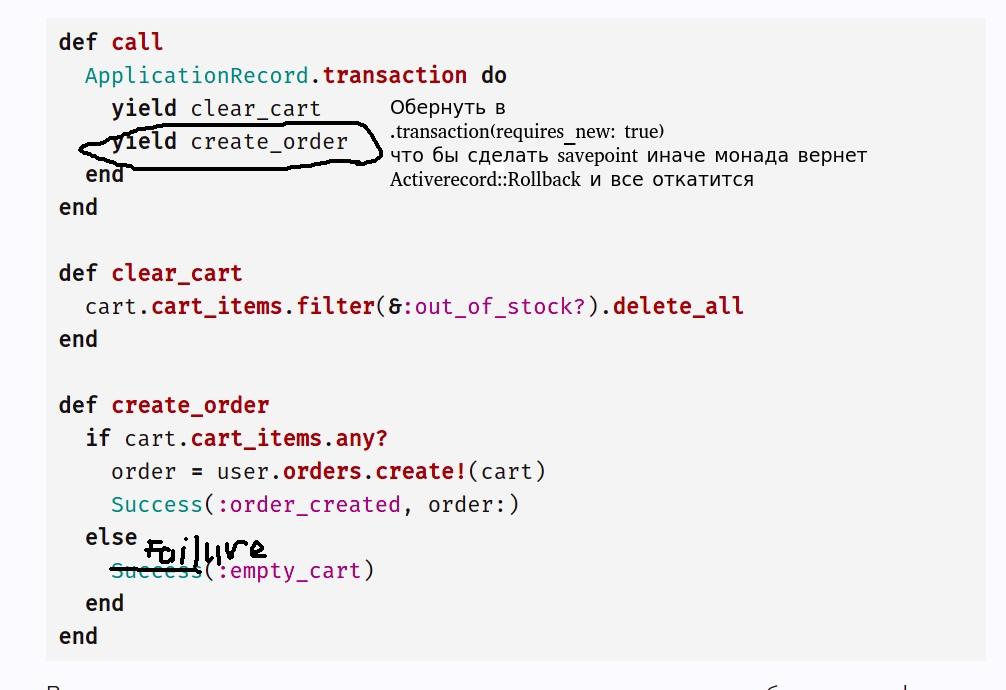 def call
ApplicationRecord.transaction do
yield clear_cart
Обернуть в
.transaction(requires_new: true)
yield create_order
что бы сделать savepoint иначе монада вернет
end
Activerecord::Rollback и все откатится
end
def clear_cart
cart.cart_items.filter(&:out_of_stock?).delete_all
end
def create_order
if cart.cart_items.any?
order = user.orders.create!(cart)
Success(:order_created, order:)
else
Failure
Success(:empty_cart)
end
end